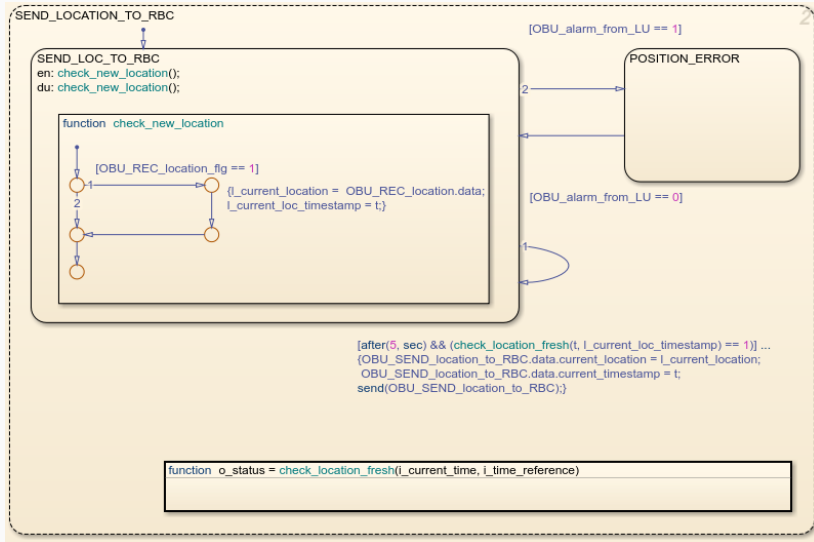 SEND_LOCATION_TO_RBC
2
[OBU_alarm_from_LU == 1]
SEND_LOC_TO_RBC
en: check_new_location();
du: check_new_location();
POSITION_ERROR
2
function check_new_location
[OBU_REC_location_flg == 1]
1
{l_current_location = OBU_REC_location.data;
l_current_loc_timestamp = t;}
2
[OBU_alarm_from_LU == 0]
1
[after(5, sec) && (check_location_fresh(t, l_current_loc_timestamp) == 1)] ...
{OBU_SEND_location_to_RBC.data.current_location = l_current_location;
OBU_SEND_location_to_RBC.data.current_timestamp = t;
send(OBU_SEND_location_to_RBC);}
function o_status = check_location_fresh(i_current_time, i_time_reference)